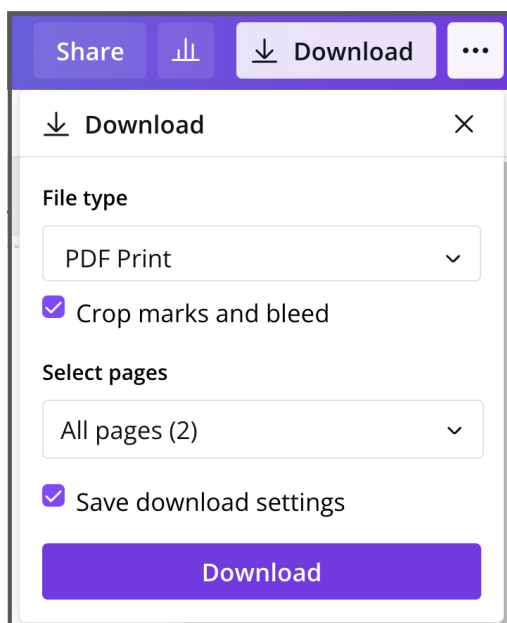 Share Download
Download
File type
PDF Print
Crop marks and bleed
Select pages
All pages (2)
Save download settings
Download